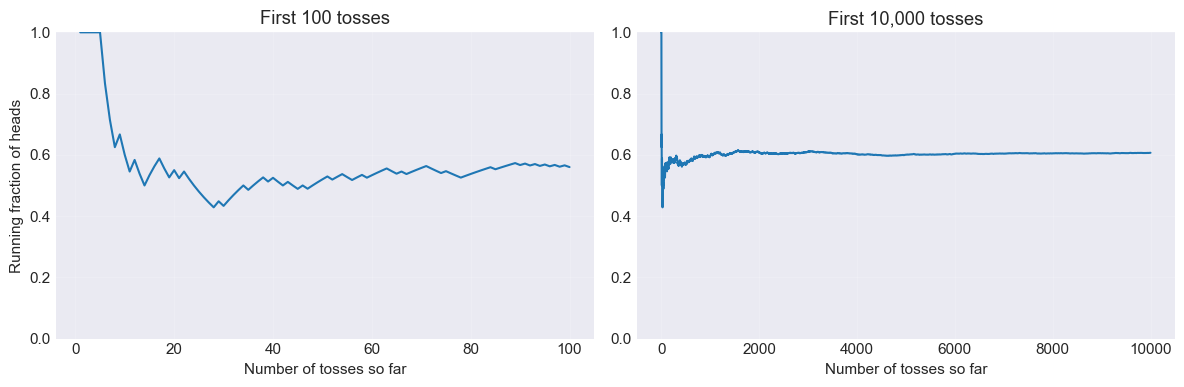 First 100 tosses
1.0
0.8
0.6
0.4
0.2
0.0
Running fraction of heads
0 20 40 60 80 100
Number of tosses so far
First 10,000 tosses
1.0
0.8
0.6
0.4
0.2
0.0
0 2000 4000 6000 8000 10000
Number of tosses so far